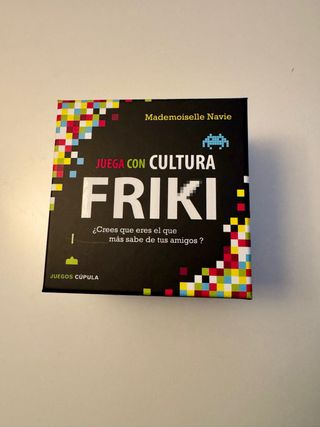 Mademoiselle Navie
JUEGA CON CULTURA
FRIKI
¿Crees que eres el que
más sabe de tus amigos ?
JUEGOS CÚPULA